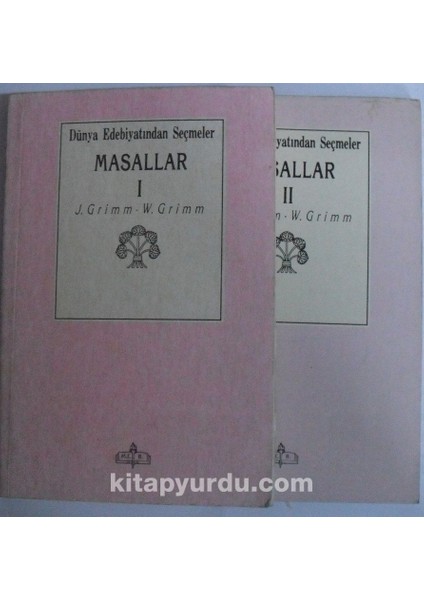 Dünya Edebiyatından Seçmeler
MASALLAR
I
J. Grimm - W. Grimm
yatından Seçmeler
SALLAR
II
n - W. Grimm
kitapyurdu.com